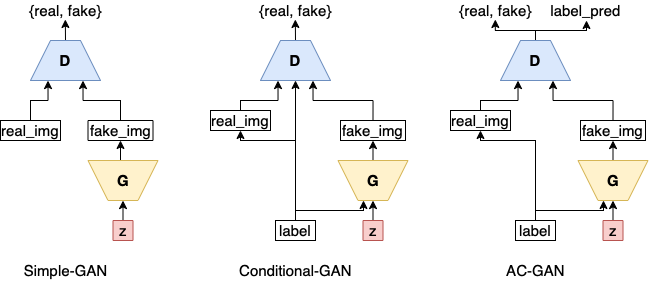 {real, fake}
D
real_img
fake_img
G
z
Simple-GAN
{real, fake}
D
real_img
fake_img
G
label
z
Conditional-GAN
{real, fake}
label_pred
D
real_img
fake_img
G
label
z
AC-GAN